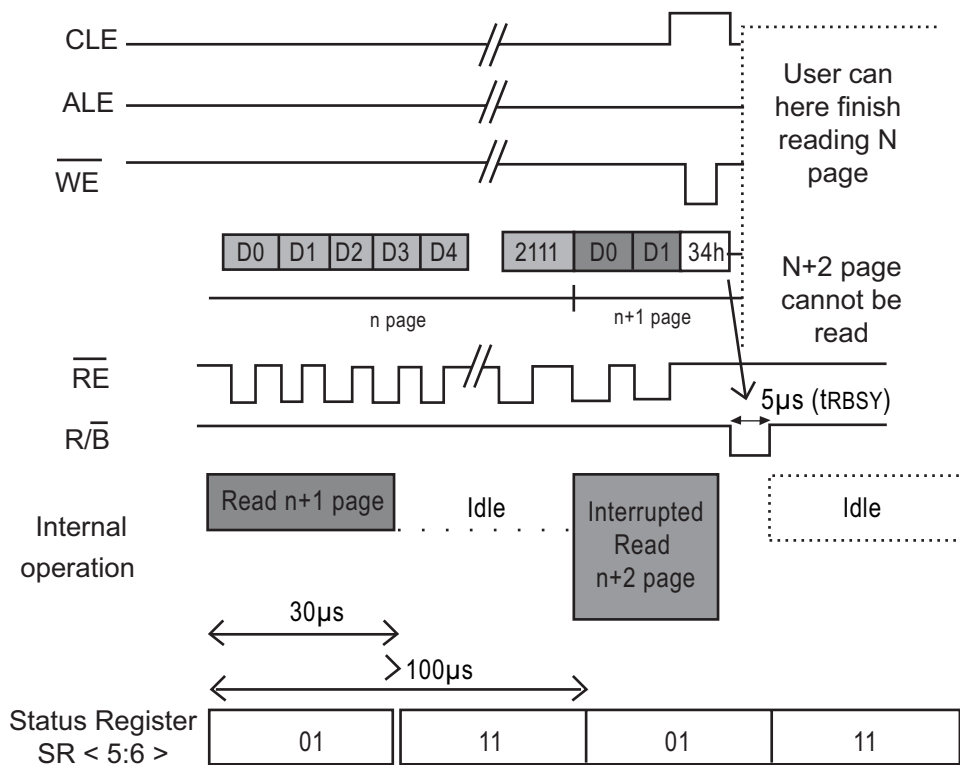 CLE
ALE
WE
User can
here finish
reading N
page
D0 D1 D2 D3 D4 2111 D0 D1 34h
N+2 page
cannot be
read
n page
n+1 page
RE
5µs (tRBSY)
R/B
Internal
operation
Read n+1 page
Idle
Interrupted
Read
n+2 page
Idle
30µs
100µs
Status Register
SR < 5:6 >
01 11 01 11